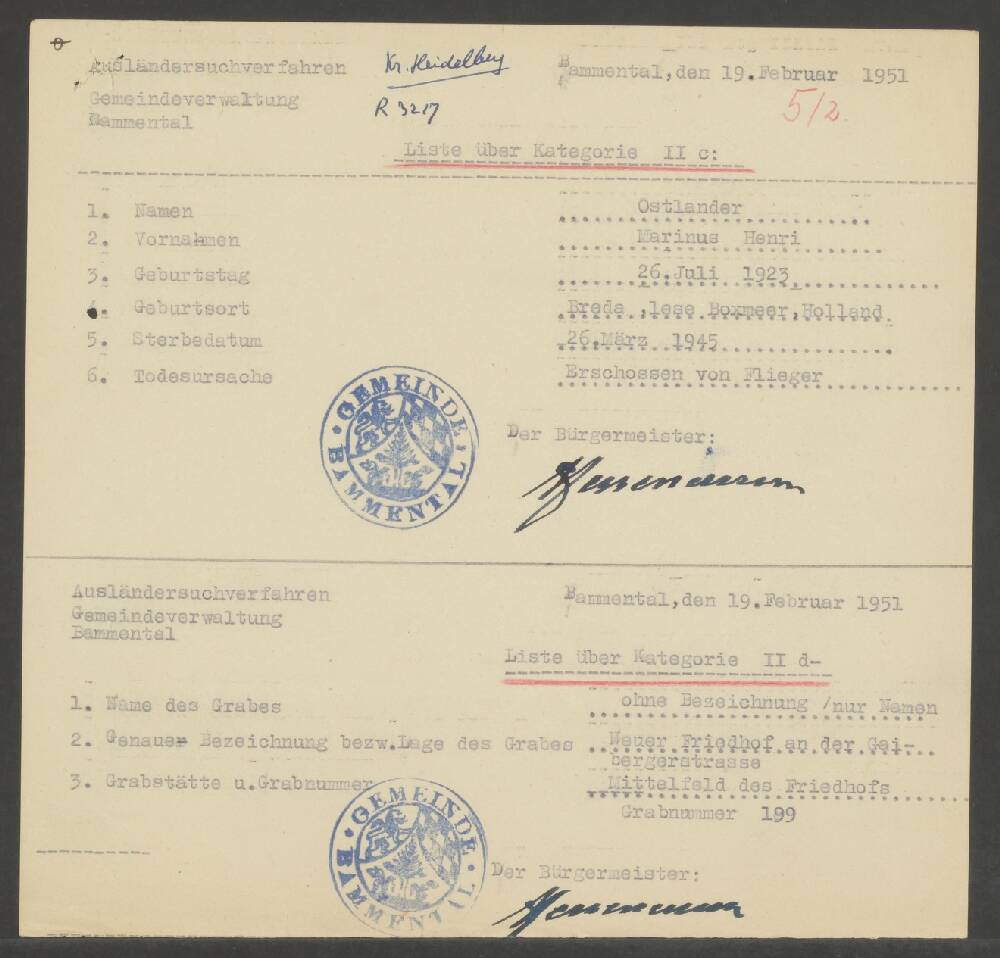 Ausländersuchverfahren Kr. Heidelberg Bammental,den 19.Februar 1951
Gemeindeverwaltung R 3217 5/2
Bammental
Liste über Kategorie II c:
1. Namen Ostlander
2. Vornahmen Marinus Henri
3. Geburtstag 26.Juli 1923
4. Geburtsort Breda ,lese Boxmeer,Holland
5. Sterbedatum 26.März 1945
6. Todesursache Erschossen von Flieger
GEMEINDE BAMMENTAL
Der Bürgermeister:
Ausländersuchverfahren Bammental,den 19.Februar 1951
Gemeindeverwaltung
Bammental
Liste über Kategorie II d-
1. Name des Grabes ohne Bezeichnung /nur Namen
2. Genauer Bezeichnung bezw.Lage des Grabes Neuer Friedhof an der Gai-
bergerstrasse
3. Grabstätte u.Grabnummer Mittelfeld des Friedhofs
Grabnummer 199
GEMEINDE BAMMENTAL
Der Bürgermeister: